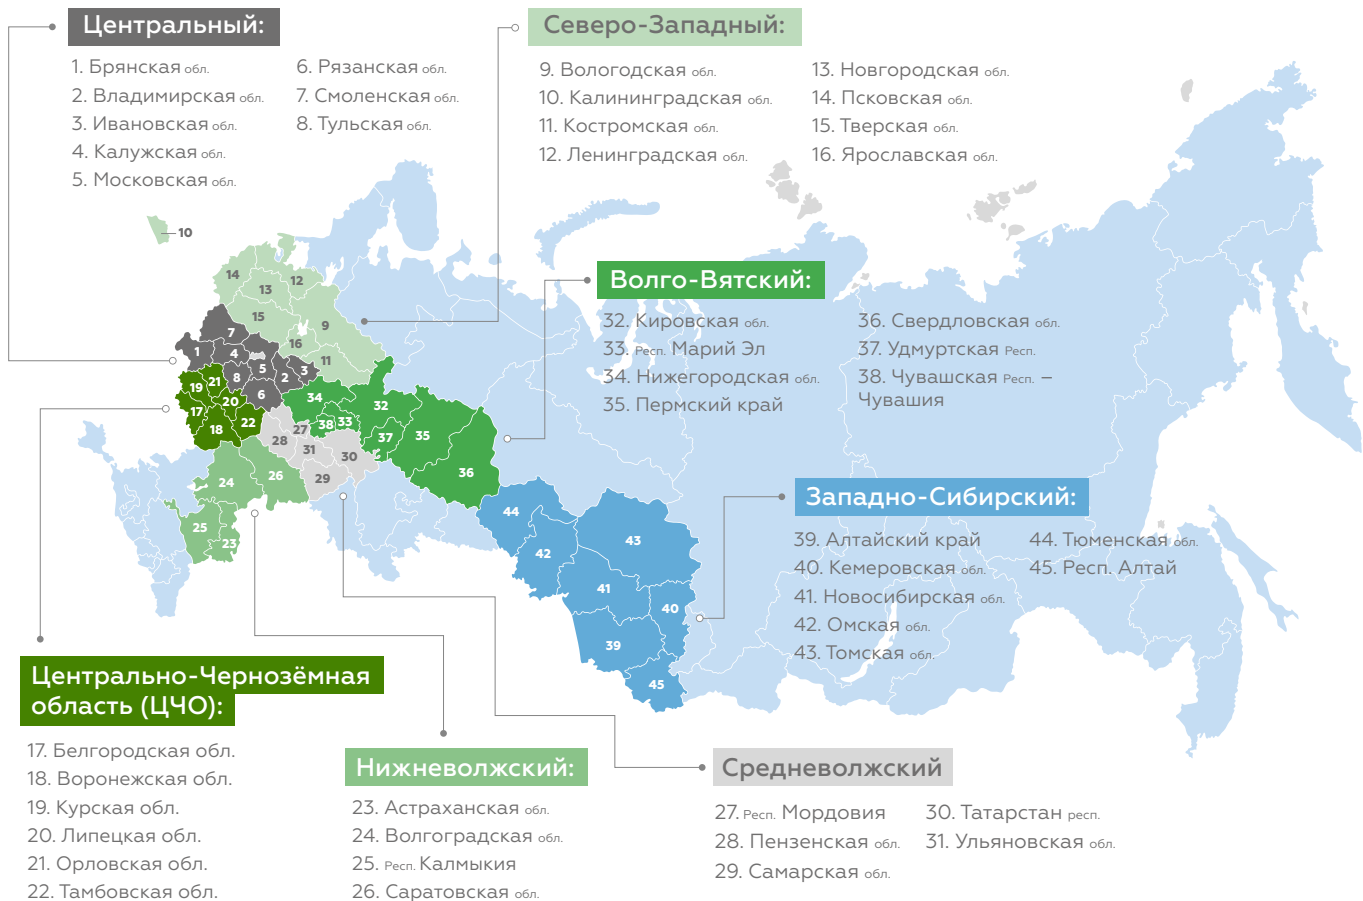 Центральный:
1. Брянская обл.
2. Владимирская обл.
3. Ивановская обл.
4. Калужская обл.
5. Московская обл.
6. Рязанская обл.
7. Смоленская обл.
8. Тульская обл.
Северо-Западный:
9. Вологодская обл.
10. Калининградская обл.
11. Костромская обл.
12. Ленинградская обл.
13. Новгородская обл.
14. Псковская обл.
15. Тверская обл.
16. Ярославская обл.
Волго-Вятский:
32. Кировская обл.
33. Респ. Марий Эл
34. Нижегородская обл.
35. Пермский край
36. Свердловская обл.
37. Удмуртская Респ.
38. Чувашская Респ. –
Чувашия
Западно-Сибирский:
39. Алтайский край
40. Кемеровская обл.
41. Новосибирская обл.
42. Омская обл.
43. Томская обл.
44. Тюменская обл.
45. Респ. Алтай
Центрально-Чернозёмная
область (ЦЧО):
17. Белгородская обл.
18. Воронежская обл.
19. Курская обл.
20. Липецкая обл.
21. Орловская обл.
22. Тамбовская обл.
Нижневолжский:
23. Астраханская обл.
24. Волгоградская обл.
25. Респ. Калмыкия
26. Саратовская обл.
Средневолжский
27. Респ. Мордовия
28. Пензенская обл.
29. Самарская обл.
30. Татарстан респ.
31. Ульяновская обл.
10
14
12
13
15
9
16
11
7
1
4
5
3
8
2
6
19
21
20
17
18
22
34
32
38
33
37
35
36
27
28
31
30
29
24
26
25
23
44
42
43
41
40
39
45